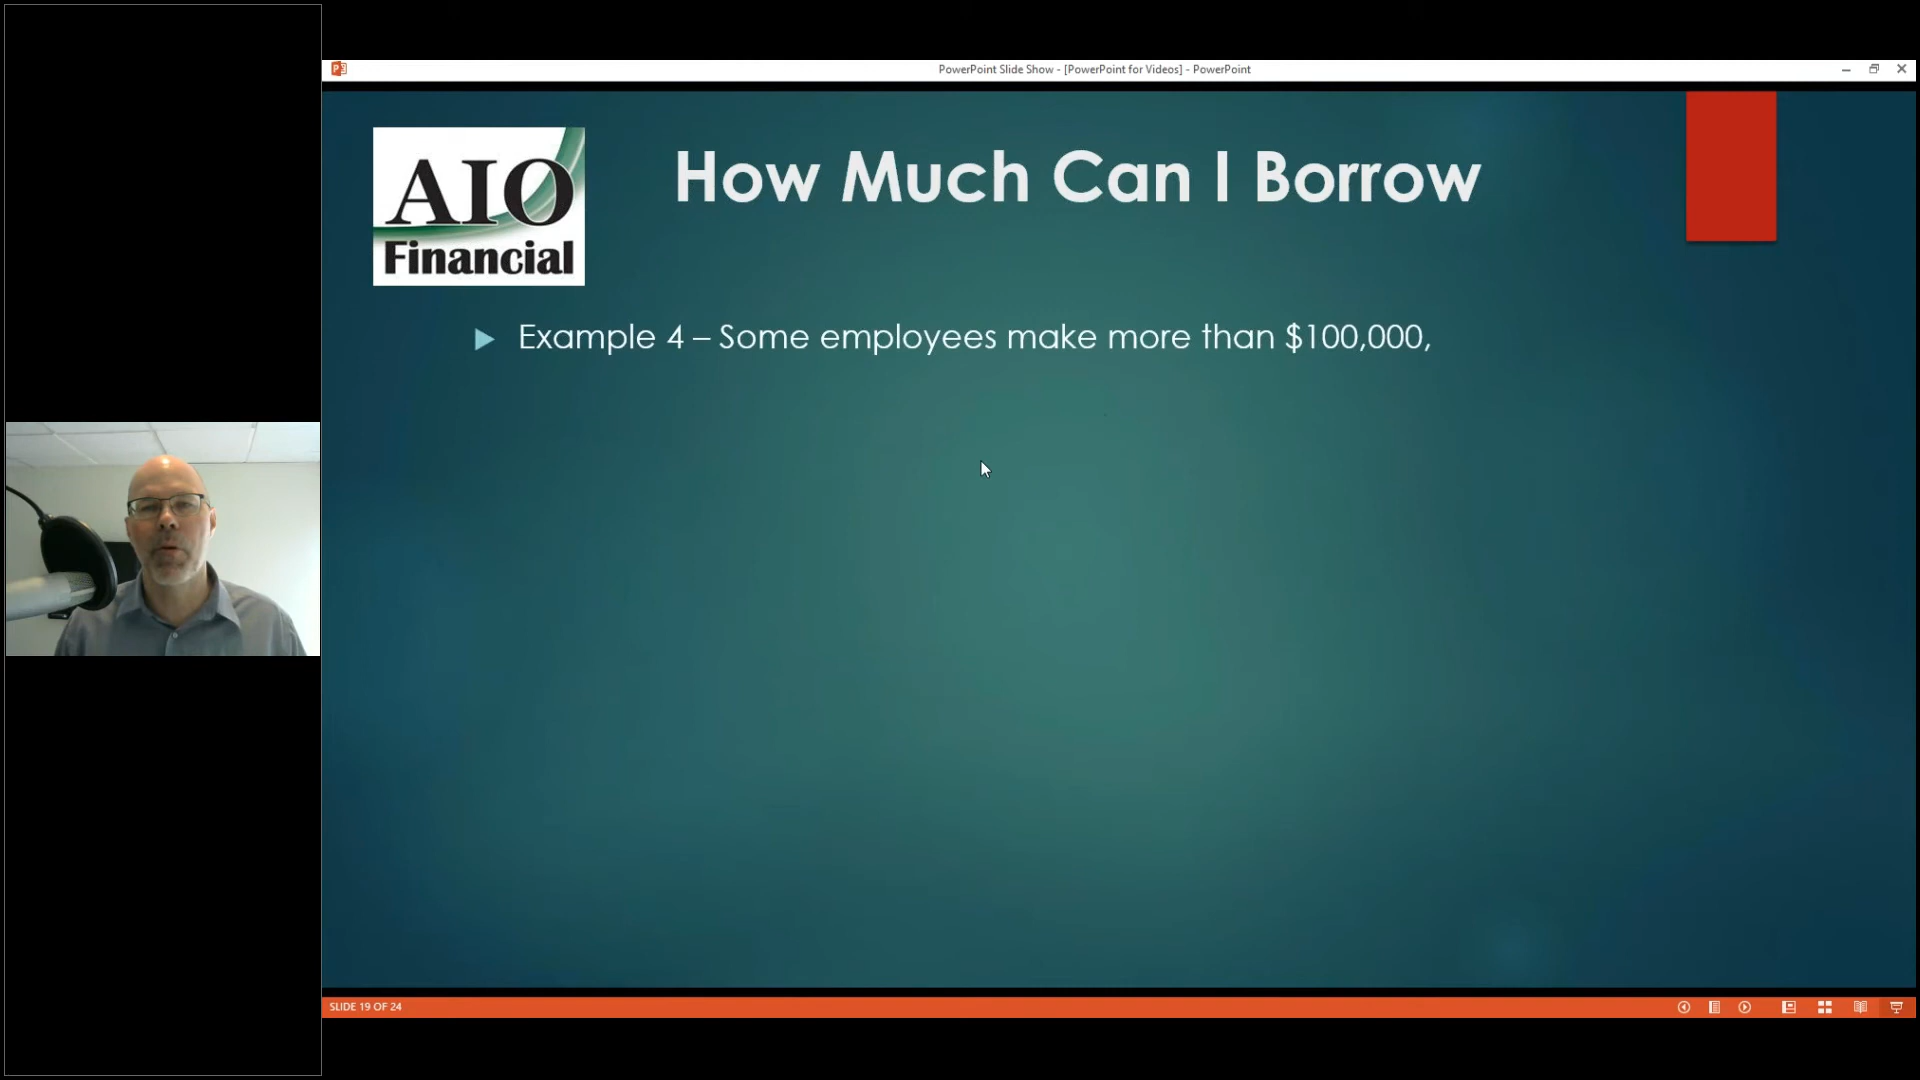 PowerPoint Slide Show - [PowerPoint for Videos] - PowerPoint
AIO
Financial
How Much Can I Borrow
Example 4 – Some employees make more than $100,000,
SLIDE 19 OF 24